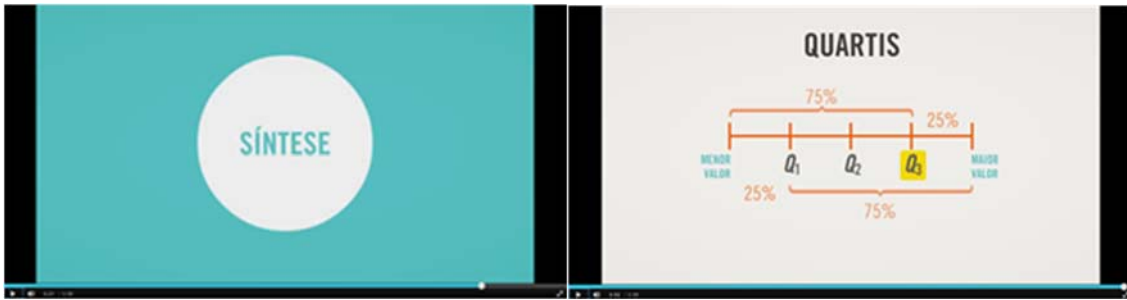 SÍNTESE
QUARTIS
75%
25%
MENOR VALOR
Q1
Q2
Q3
MAIOR VALOR
25%
75%